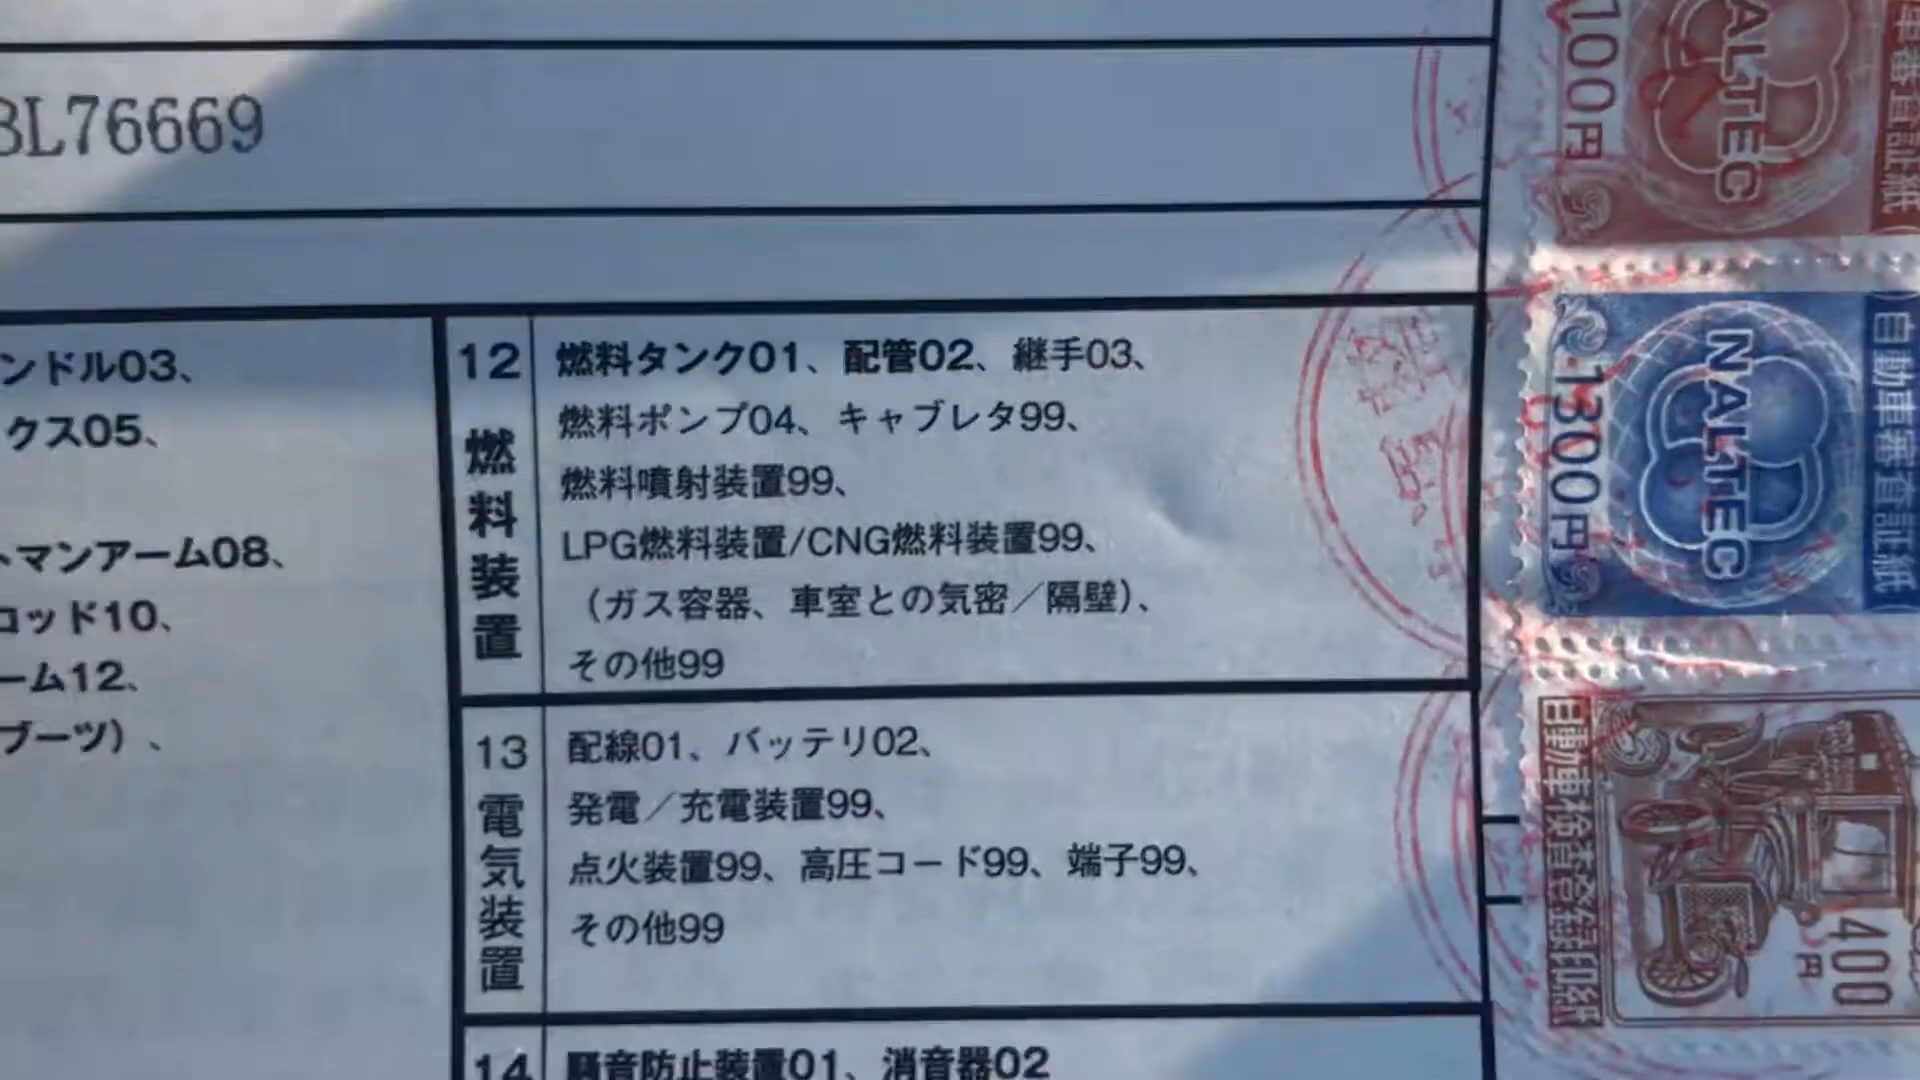 BL76669
ンドル03、
クス05、
トマンアーム08、
ロッド10、
ーム12、
ブーツ）、
12 燃料装置
燃料タンク01、配管02、継手03、
燃料ポンプ04、キャブレタ99、
燃料噴射装置99、
LPG燃料装置/CNG燃料装置99、
（ガス容器、車室との気密／隔壁）、
その他99
13 電気装置
配線01、バッテリ02、
発電／充電装置99、
点火装置99、高圧コード99、端子99、
その他99
14 騒音防止装置01、消音器02
100円
NALTEC
車審査証紙
1300円
NALTEC
自動車審査証紙
自動車検査登録印紙
400円